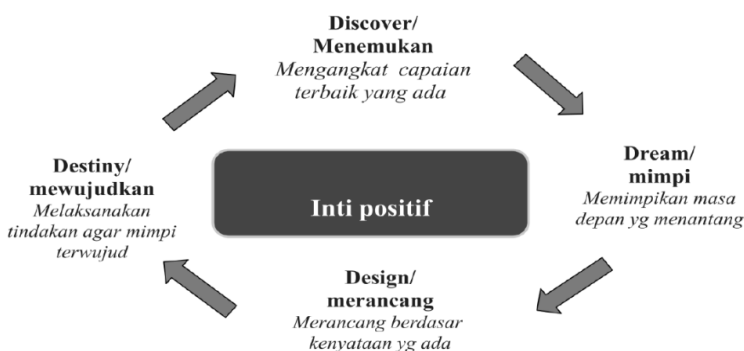 Discover/
Menemukan
Mengangkat capaian
terbaik yang ada
Dream/
mimpi
Memimpikan masa
depan yg menantang
Destiny/
mewujudkan
Melaksanakan
tindakan agar mimpi
terwujud
Inti positif
Design/
merancang
Merancang berdasar
kenyataan yg ada